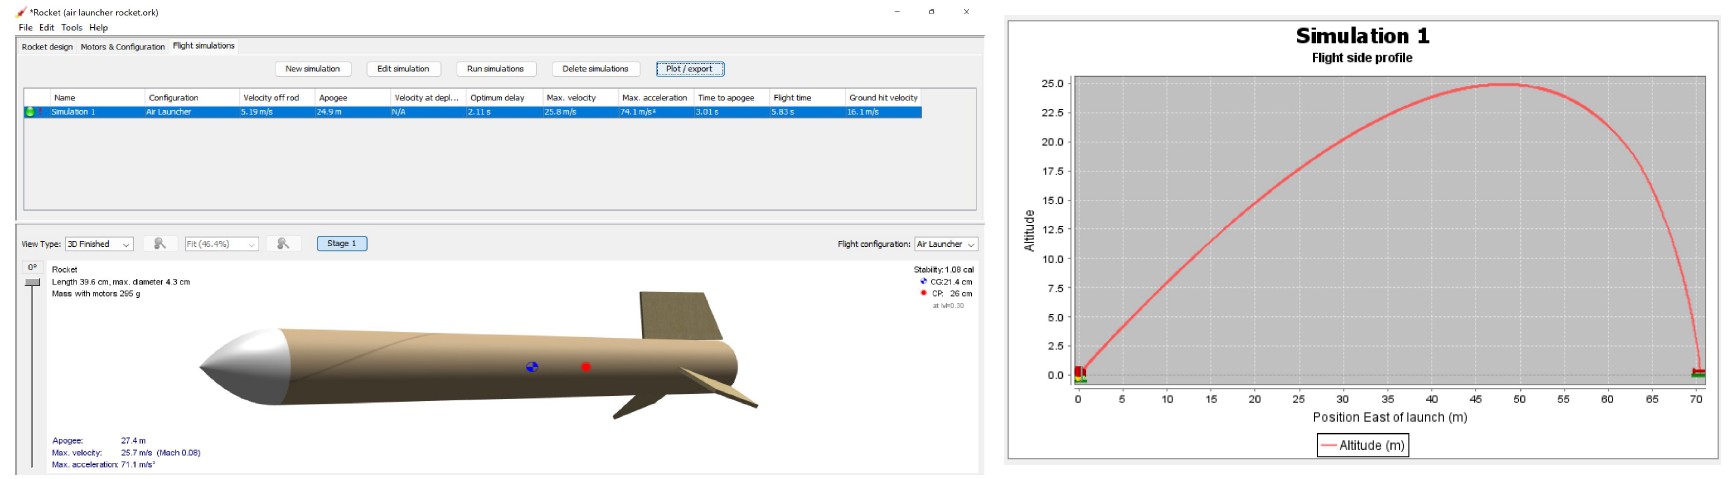 *Rocket (air launcher rocket.ork)
File Edit Tools Help
Rocket design Motors & Configuration Flight simulations
New simulation Edit simulation Run simulations Delete simulations Plot / export
Name Configuration Velocity off rod Apogee Velocity at depl... Optimum delay Max. velocity Max. acceleration Time to apogee Flight time Ground hit velocity
Simulation 1 Air Launcher 5.19 m/s 24.9 m N/A 2.11 s 25.8 m/s 74.1 m/s² 3.01 s 5.83 s 16.1 m/s
View Type: 3D Finished Fit (46.4%) Stage 1 Flight configuration: Air Launcher
0°
Rocket
Length 39.6 cm, max. diameter 4.3 cm
Mass with motors 295 g
Stability: 1.08 cal
CG: 21.4 cm
CP: 26 cm
at M=0.30
Apogee: 27.4 m
Max. velocity: 25.7 m/s (Mach 0.08)
Max. acceleration: 71.1 m/s²
Simulation 1
Flight side profile
25.0
22.5
20.0
17.5
15.0
12.5
10.0
7.5
5.0
2.5
0.0
Altitude
0 5 10 15 20 25 30 35 40 45 50 55 60 65 70
Position East of launch (m)
Altitude (m)